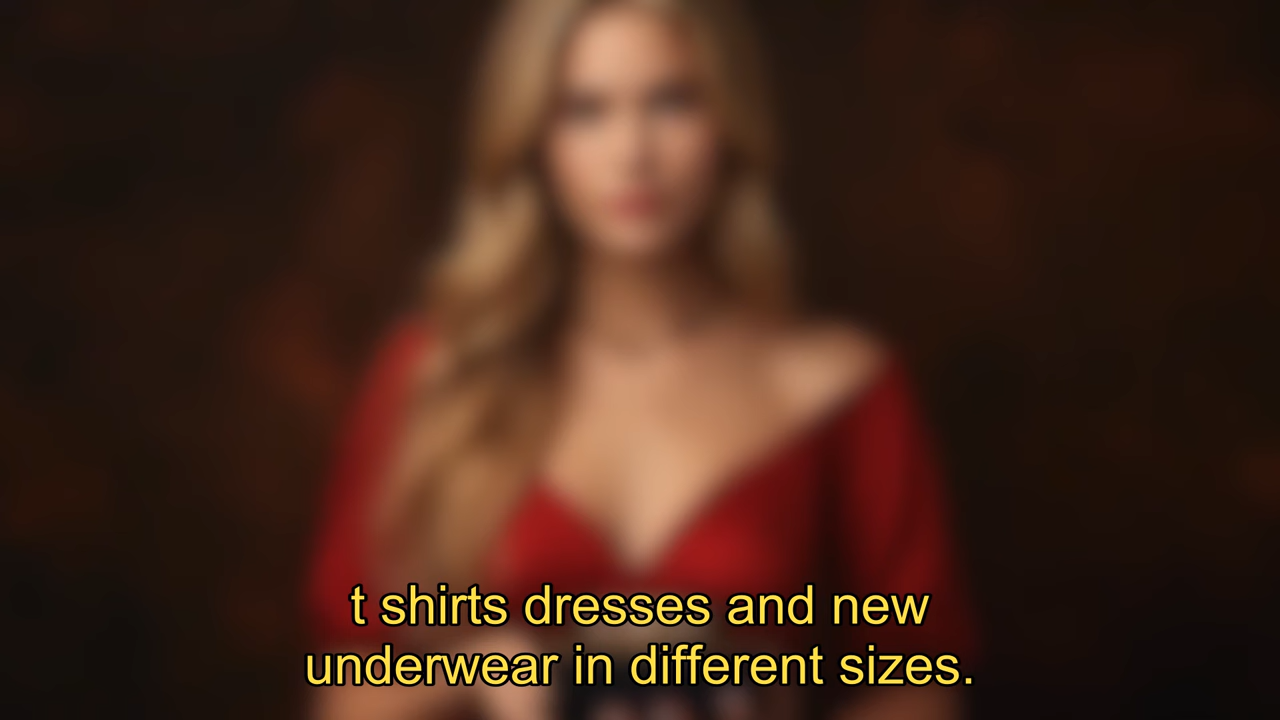 t shirts dresses and new
underwear in different sizes.